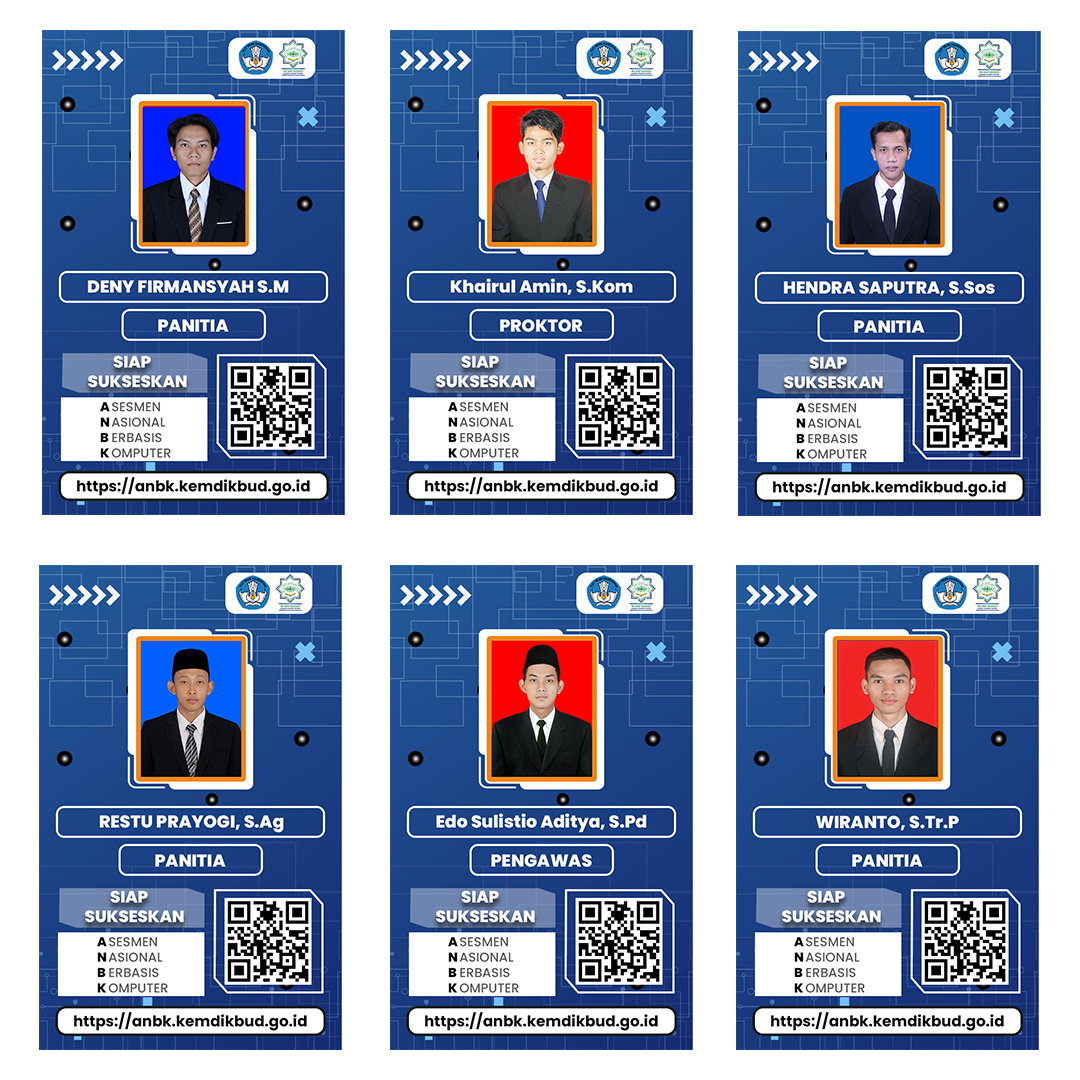 DENY FIRMANSYAH S.M
PANITIA
SIAP
SUKSESKAN
ASESMEN
NASIONAL
BERBASIS
KOMPUTER
https://anbk.kemdikbud.go.id
Khairul Amin, S.Kom
PROKTOR
SIAP
SUKSESKAN
ASESMEN
NASIONAL
BERBASIS
KOMPUTER
https://anbk.kemdikbud.go.id
HENDRA SAPUTRA, S.Sos
PANITIA
SIAP
SUKSESKAN
ASESMEN
NASIONAL
BERBASIS
KOMPUTER
https://anbk.kemdikbud.go.id
RESTU PRAYOGI, S.Ag
PANITIA
SIAP
SUKSESKAN
ASESMEN
NASIONAL
BERBASIS
KOMPUTER
https://anbk.kemdikbud.go.id
Edo Sulistio Aditya, S.Pd
PENGAWAS
SIAP
SUKSESKAN
ASESMEN
NASIONAL
BERBASIS
KOMPUTER
https://anbk.kemdikbud.go.id
WIRANTO, S.Tr.P
PANITIA
SIAP
SUKSESKAN
ASESMEN
NASIONAL
BERBASIS
KOMPUTER
https://anbk.kemdikbud.go.id